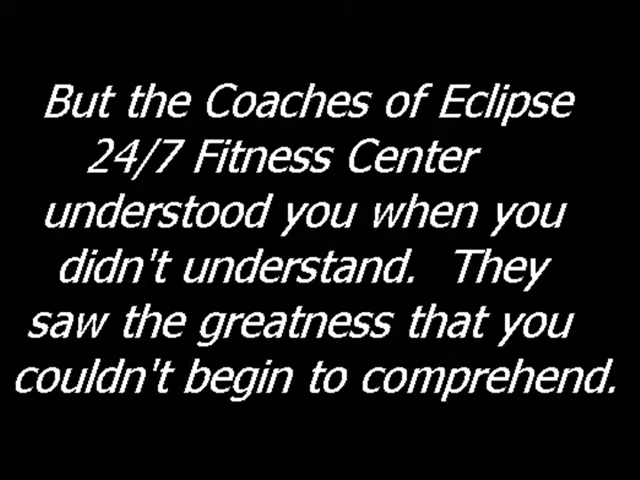 But the Coaches of Eclipse
24/7 Fitness Center
understood you when you
didn't understand.  They
saw the greatness that you
couldn't begin to comprehend.